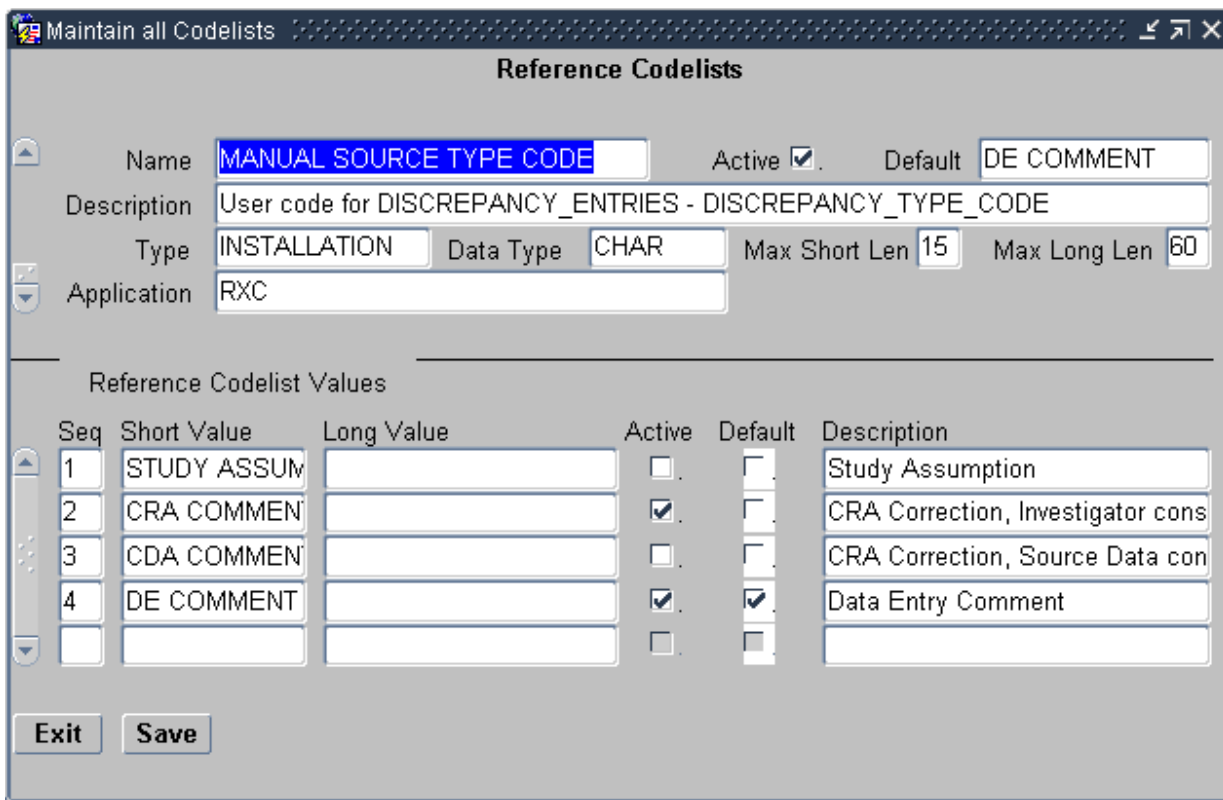 Maintain all Codelists
Reference Codelists
Name MANUAL SOURCE TYPE CODE Active Default DE COMMENT
Description User code for DISCREPANCY_ENTRIES - DISCREPANCY_TYPE_CODE
Type INSTALLATION Data Type CHAR Max Short Len 15 Max Long Len 60
Application RXC
Reference Codelist Values
Seq Short Value Long Value Active Default Description
1 STUDY ASSUM Study Assumption
2 CRA COMMEN CRA Correction, Investigator cons
3 CDA COMMEN CRA Correction, Source Data con
4 DE COMMENT Data Entry Comment
Exit Save